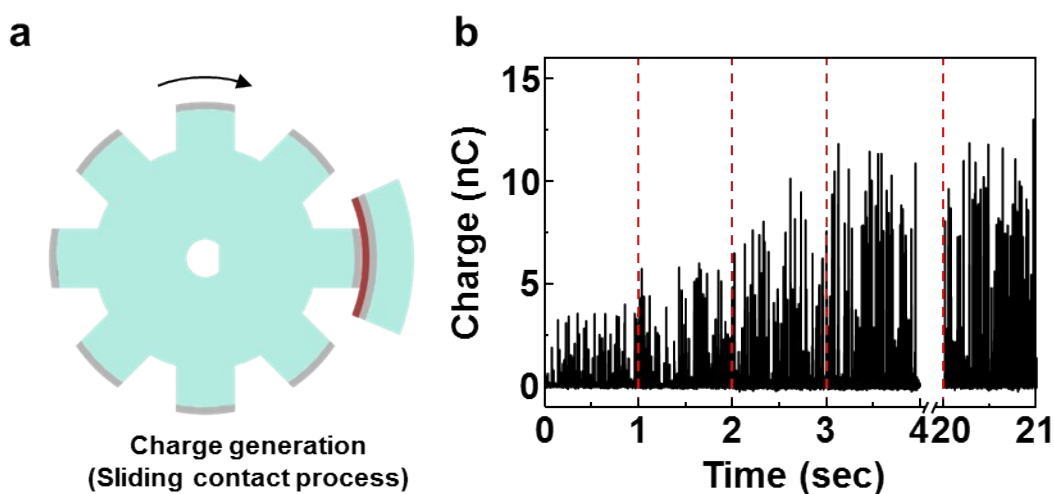 a
Charge generation
(Sliding contact process)
b
Charge (nC)
15
10
5
0
0 1 2 3 4 20 21
Time (sec)